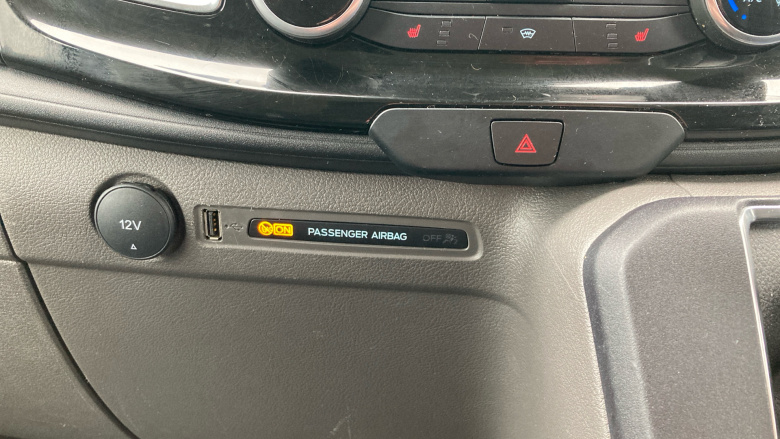 A/C
12V
ON PASSENGER AIRBAG OFF